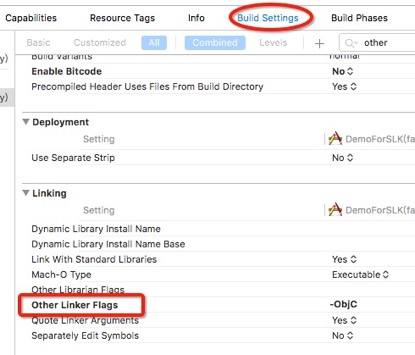 Capabilities Resource Tags Info Build Settings Build Phases
Basic Customized All Combined Levels + other
y)
Build Variants normal
Enable Bitcode No
Precompiled Header Uses Files From Build Directory Yes
y)
Deployment
Setting DemoForSLK(fa
Use Separate Strip No
Linking
Setting DemoForSLK(fa
Dynamic Library Install Name
Dynamic Library Install Name Base
Link With Standard Libraries Yes
Mach-O Type Executable
Other Librarian Flags
Other Linker Flags -ObjC
Quote Linker Arguments Yes
Separately Edit Symbols No